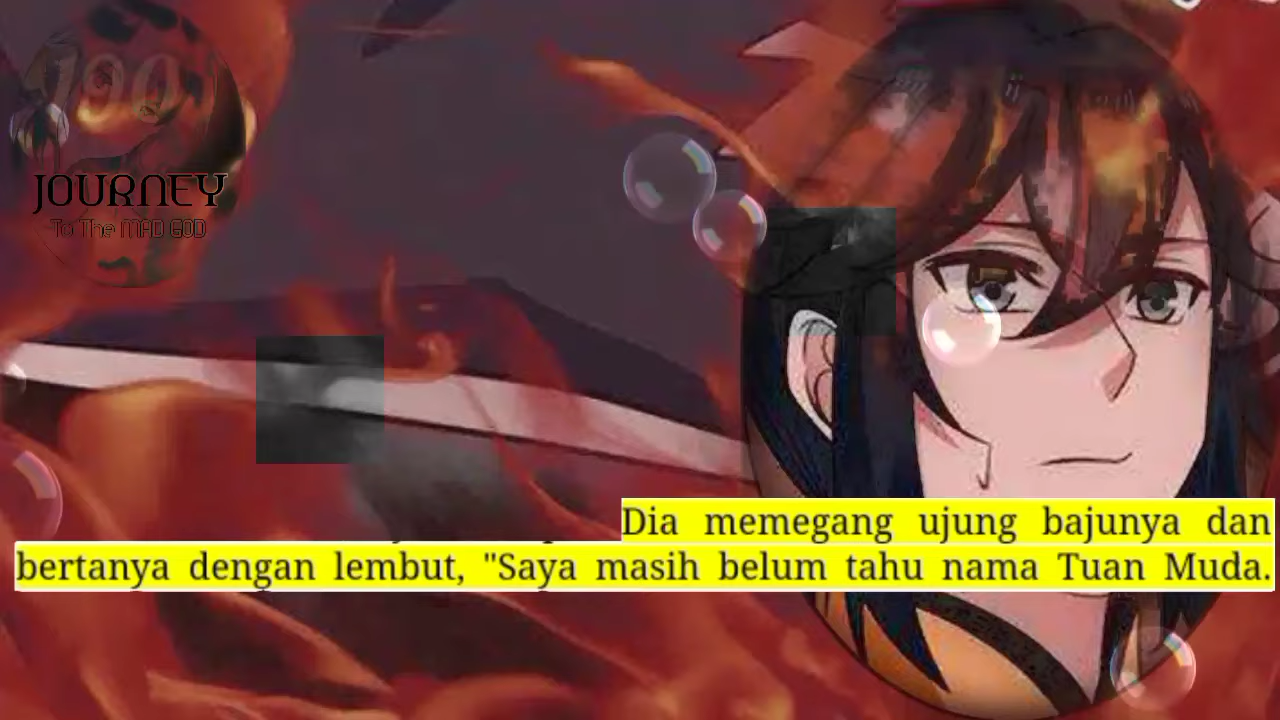 100
JOURNEY
To The MAD GOD
Dia memegang ujung bajunya dan
bertanya dengan lembut, "Saya masih belum tahu nama Tuan Muda.